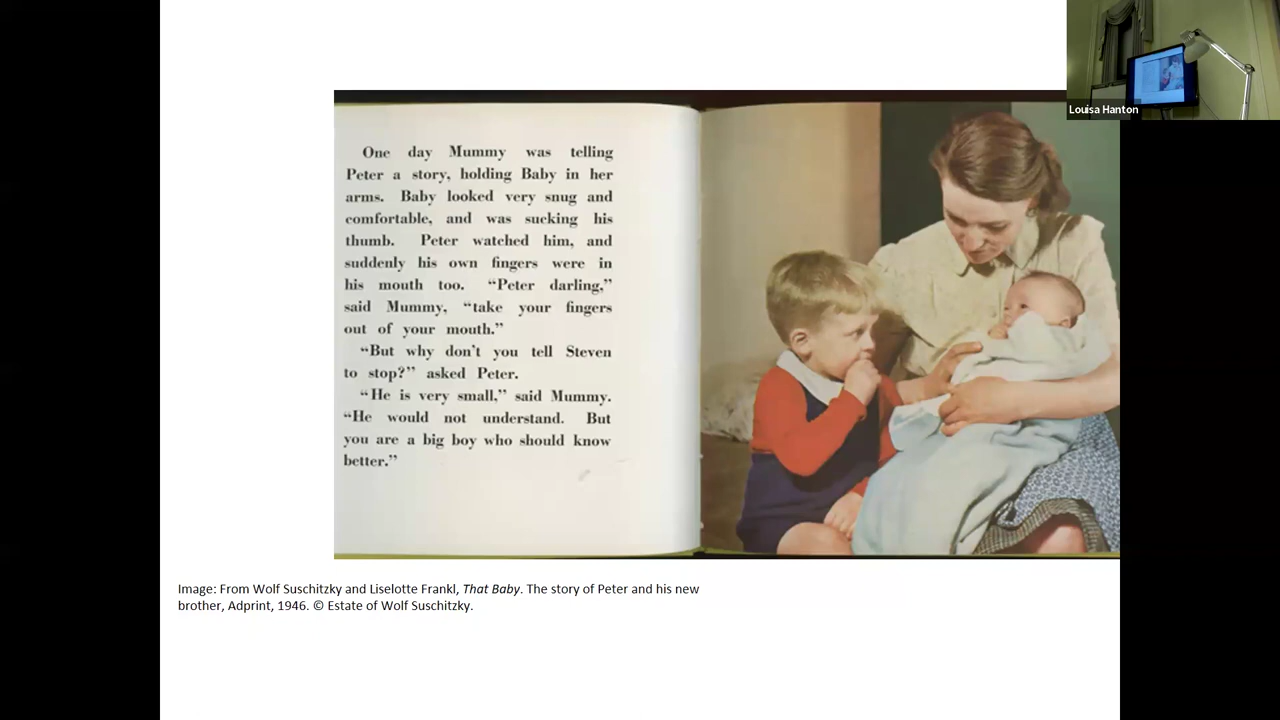 Louisa Hanton
One day Mummy was telling
Peter a story, holding Baby in her
arms. Baby looked very snug and
comfortable, and was sucking his
thumb. Peter watched him, and
suddenly his own fingers were in
his mouth too. “Peter darling,”
said Mummy, “take your fingers
out of your mouth.”
“But why don’t you tell Steven
to stop?” asked Peter.
“He is very small,” said Mummy.
“He would not understand. But
you are a big boy who should know
better.”
Image: From Wolf Suschitzky and Liselotte Frankl, That Baby. The story of Peter and his new
brother, Adprint, 1946. © Estate of Wolf Suschitzky.